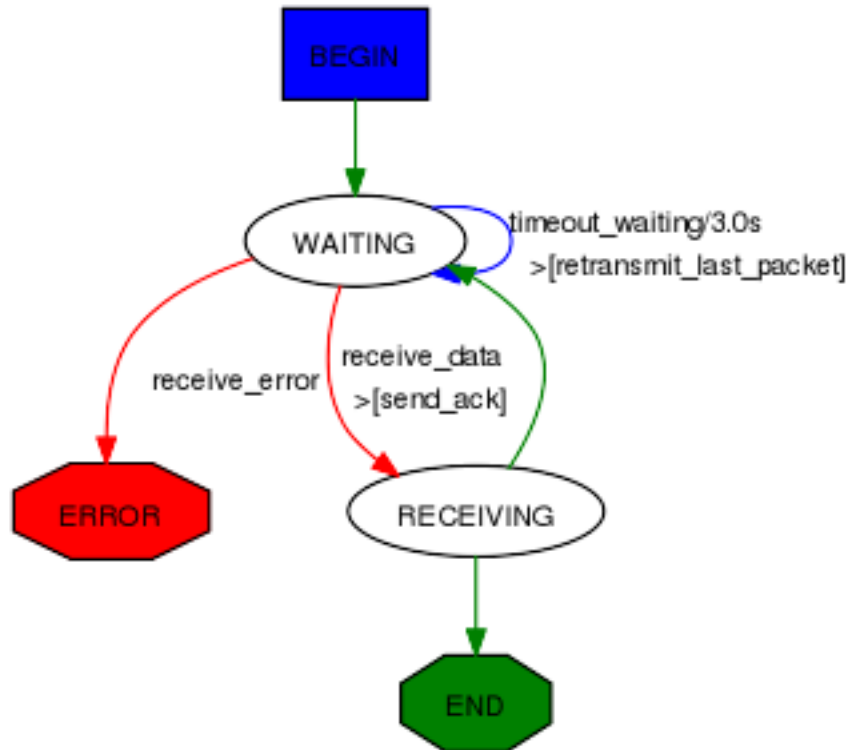 BEGIN
WAITING
timeout_waiting/3.0s
>[retransmit_last_packet]
receive_error
receive_data
>[send_ack]
ERROR
RECEIVING
END